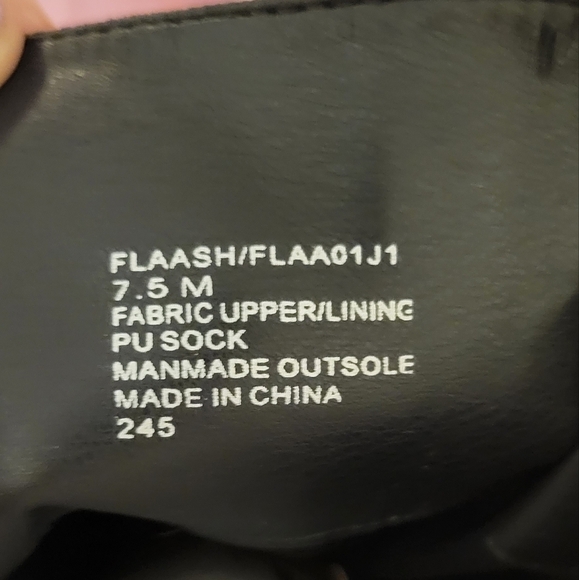 FLAASH/FLAA01J1
7.5 M
FABRIC UPPER/LINING
PU SOCK
MANMADE OUTSOLE
MADE IN CHINA
245